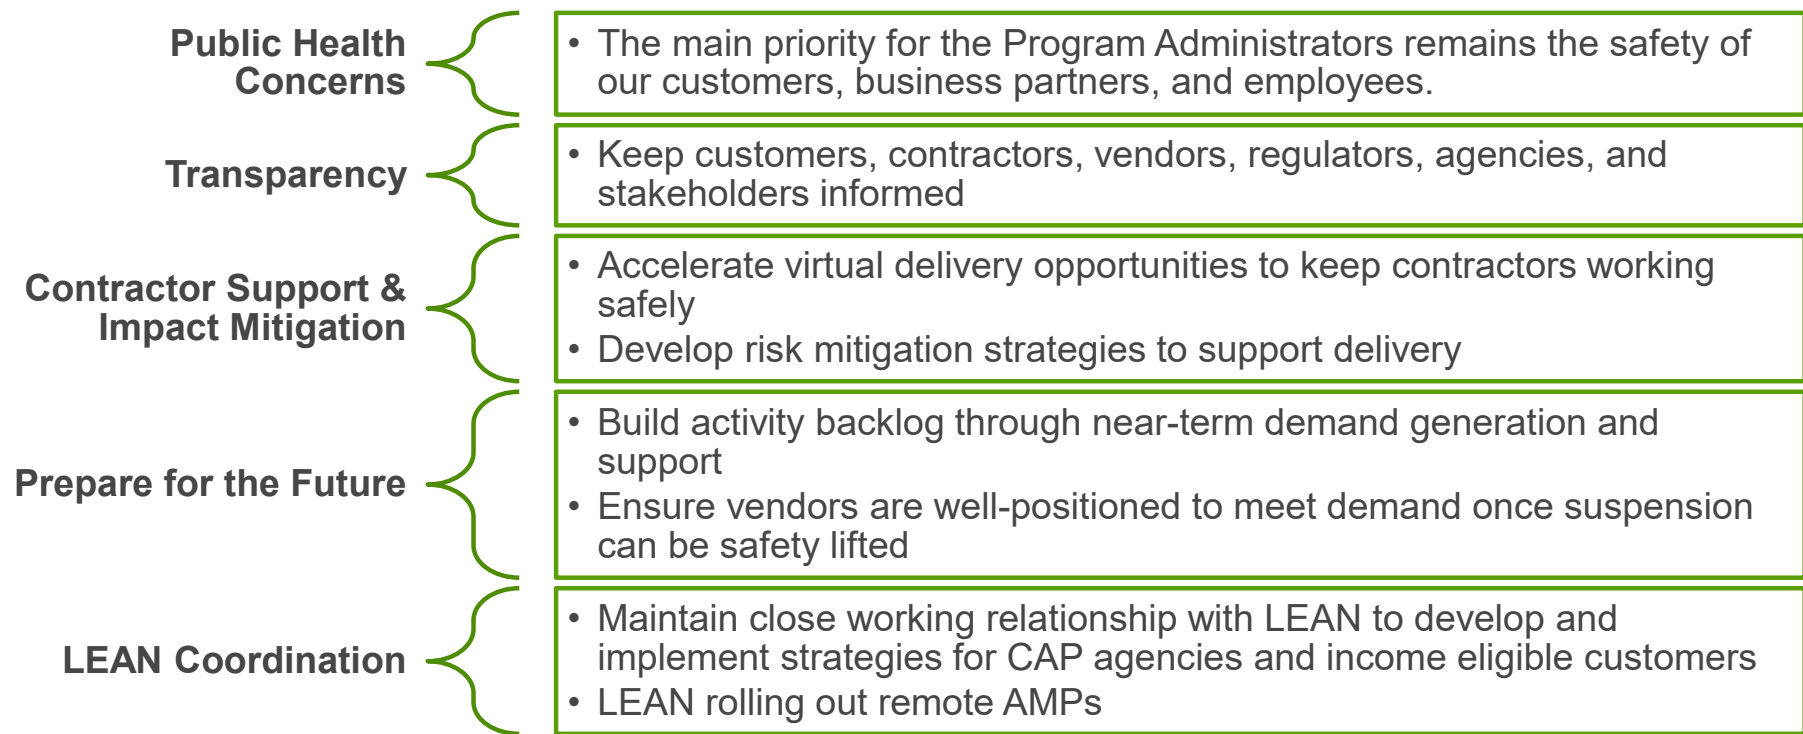 Public Health
Concerns
• The main priority for the Program Administrators remains the safety of
our customers, business partners, and employees.
Transparency
• Keep customers, contractors, vendors, regulators, agencies, and
stakeholders informed
Contractor Support &
Impact Mitigation
• Accelerate virtual delivery opportunities to keep contractors working
safely
• Develop risk mitigation strategies to support delivery
Prepare for the Future
• Build activity backlog through near-term demand generation and
support
• Ensure vendors are well-positioned to meet demand once suspension
can be safety lifted
LEAN Coordination
• Maintain close working relationship with LEAN to develop and
implement strategies for CAP agencies and income eligible customers
• LEAN rolling out remote AMPs